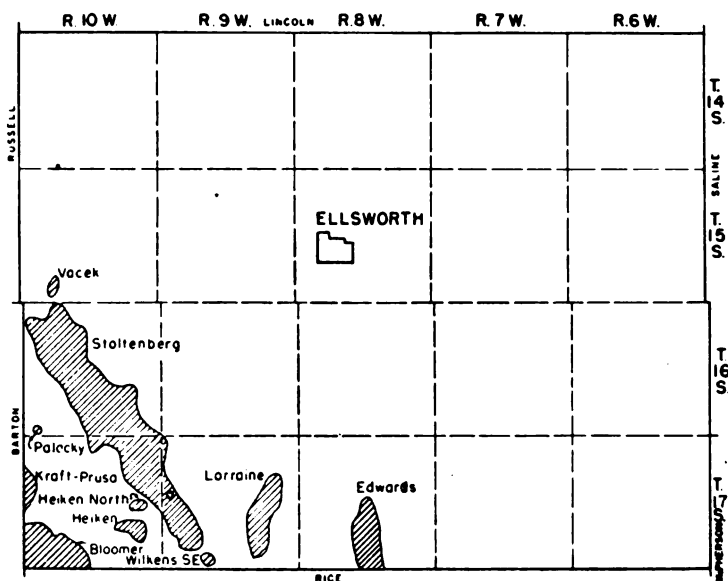 R. 10 W. R. 9 W. LINCOLN R.8 W. R. 7 W. R.6 W.
T. 14 S.
RUSSELL
SALINE
T. 15 S.
ELLSWORTH
Vacek
Stoltenberg
T. 16 S.
BARTON
Palacky
Kraft-Prusa
Lorraine
Edwards
Heiken North
T. 17 S.
Heiken
Bloomer
Wilkens SE
RICE